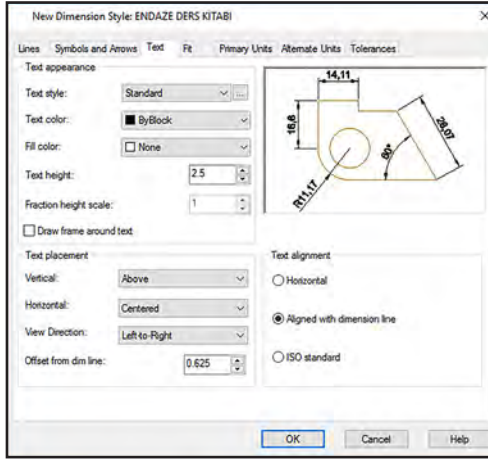 New Dimension Style: ENDAZE DERS KİTABI
Lines Symbols and Arrows Text Fit Primary Units Alternate Units Tolerances
Text appearance
Text style: Standard ...
Text color: ByBlock
Fill color: None
Text height: 2.5
Fraction height scale: 1
Draw frame around text
14,11
16,6
28,07
60°
R11,17
Text placement
Vertical: Above
Horizontal: Centered
View Direction: Left-to-Right
Offset from dim line: 0.625
Text alignment
Horizontal
Aligned with dimension line
ISO standard
OK Cancel Help